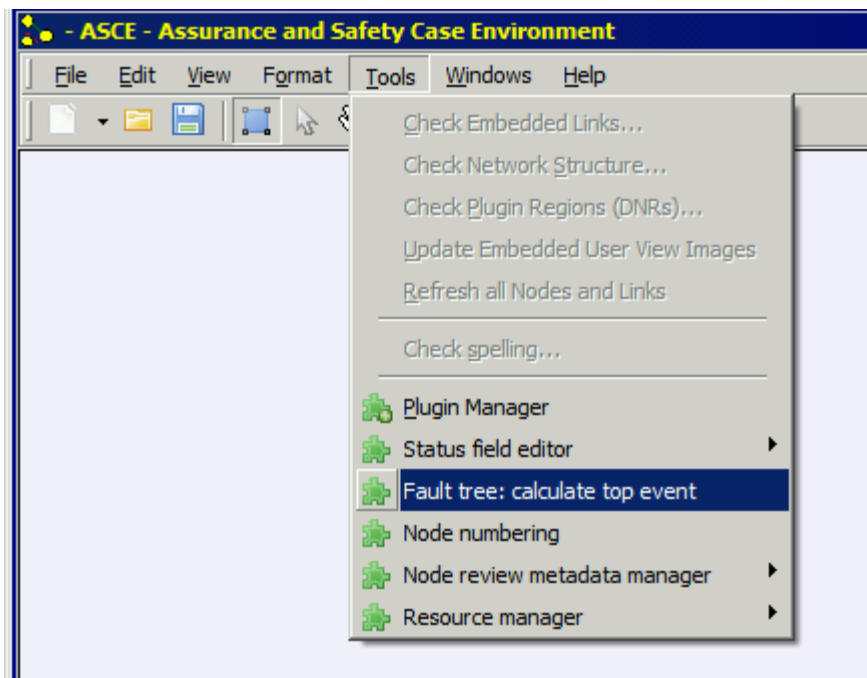 - ASCE - Assurance and Safety Case Environment
File Edit View Format Tools Windows Help
Check Embedded Links...
Check Network Structure...
Check Plugin Regions (DNRs)...
Update Embedded User View Images
Refresh all Nodes and Links
Check spelling...
Plugin Manager
Status field editor
Fault tree: calculate top event
Node numbering
Node review metadata manager
Resource manager